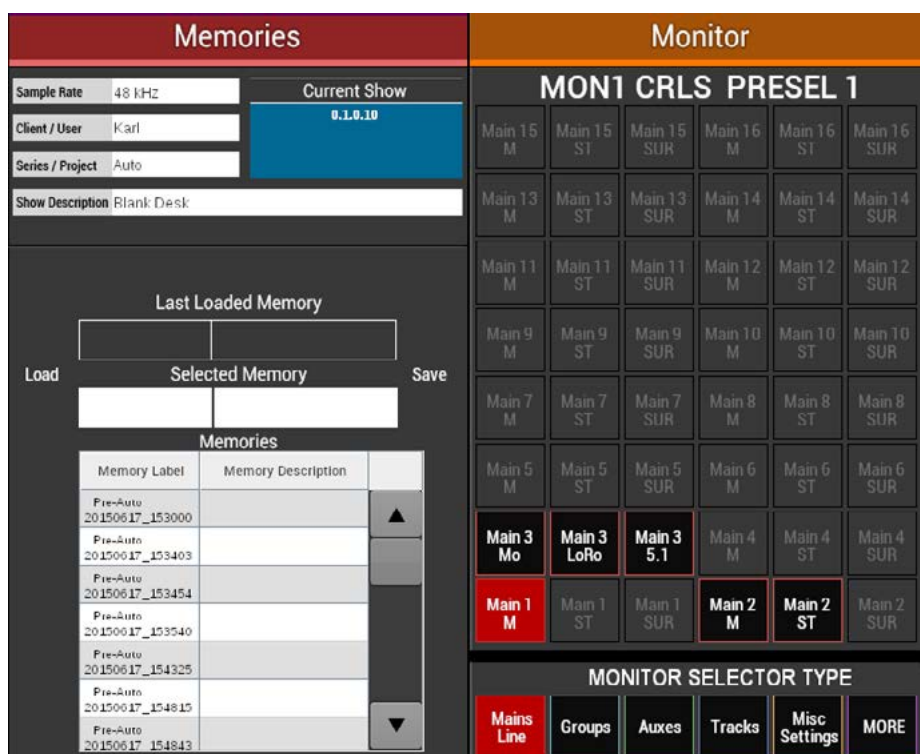 Memories
Sample Rate 48 kHz
Client / User Karl
Series / Project Auto
Show Description Blank Desk
Current Show
0.1.0.10
Last Loaded Memory
Load Selected Memory Save
Memories
Memory Label Memory Description
Pre-Auto
20150617_153000
Pre-Auto
20150617_153403
Pre-Auto
20150617_153454
Pre-Auto
20150617_153540
Pre-Auto
20150617_154325
Pre-Auto
20150617_154815
Pre-Auto
20150617_154843
Monitor
MON1 CRLS PRESEL 1
Main 15 Main 15 Main 15 Main 16 Main 16 Main 16
M ST SUR M ST SUR
Main 13 Main 13 Main 13 Main 14 Main 14 Main 14
M ST SUR M ST SUR
Main 11 Main 11 Main 11 Main 12 Main 12 Main 12
M ST SUR M ST SUR
Main 9 Main 9 Main 9 Main 10 Main 10 Main 10
M ST SUR M ST SUR
Main 7 Main 7 Main 7 Main 8 Main 8 Main 8
M ST SUR M ST SUR
Main 5 Main 5 Main 5 Main 6 Main 6 Main 6
M ST SUR M ST SUR
Main 3 Main 3 Main 3 Main 4 Main 4 Main 4
Mo LoRo 5.1 M ST SUR
Main 1 Main 1 Main 1 Main 2 Main 2 Main 2
M ST SUR M ST SUR
MONITOR SELECTOR TYPE
Mains Line Groups Auxes Tracks Misc Settings MORE